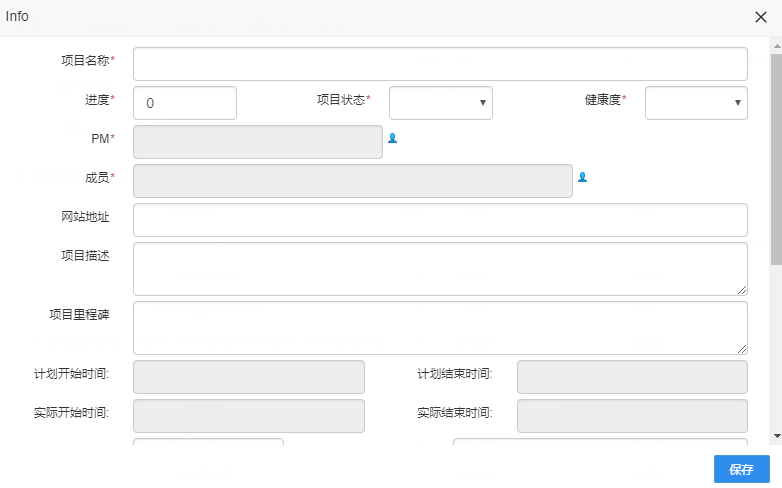 Info
项目名称*
进度* 0 项目状态* 健康度*
PM*
成员*
网站地址
项目描述
项目里程碑
计划开始时间: 计划结束时间:
实际开始时间: 实际结束时间:
保存